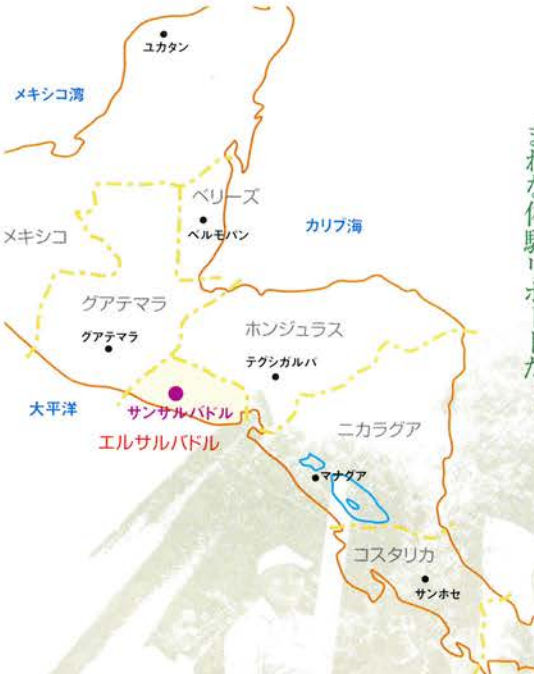 ユカタン
メキシコ湾
ベリーズ
ベルモパン
カリブ海
メキシコ
グアテマラ
グアテマラ
ホンジュラス
テグシガルパ
大平洋
サンサルバドル
エルサルバドル
ニカラグア
マナグア
コスタリカ
サンホセ